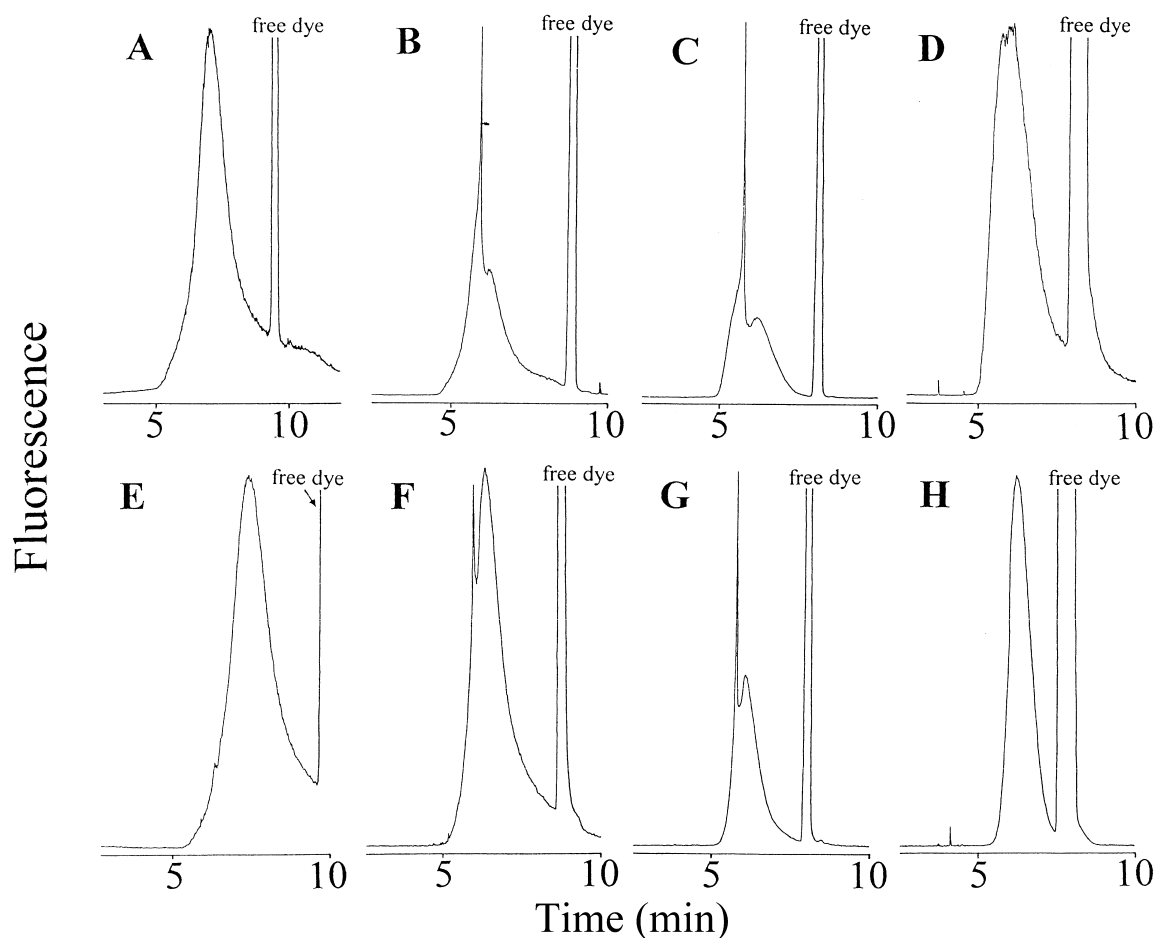 A free dye B free dye C free dye D free dye
5 10 5 10 5 10 5 10
E free dye F free dye G free dye H free dye
5 10 5 10 5 10 5 10
Fluorescence
Time (min)